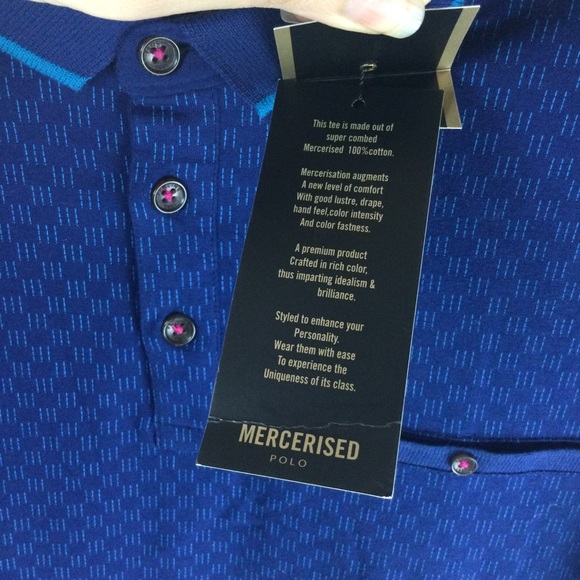 This tee is made out of
super combed
Mercerised 100%cotton.
Mercerisation augments
A new level of comfort
With good lustre, drape,
hand feel,color intensity
And color fastness.
A premium product
Crafted in rich color,
thus imparting idealism &
brilliance.
Styled to enhance your
Personality.
Wear them with ease
To experience the
Uniqueness of its class.
MERCERISED
POLO